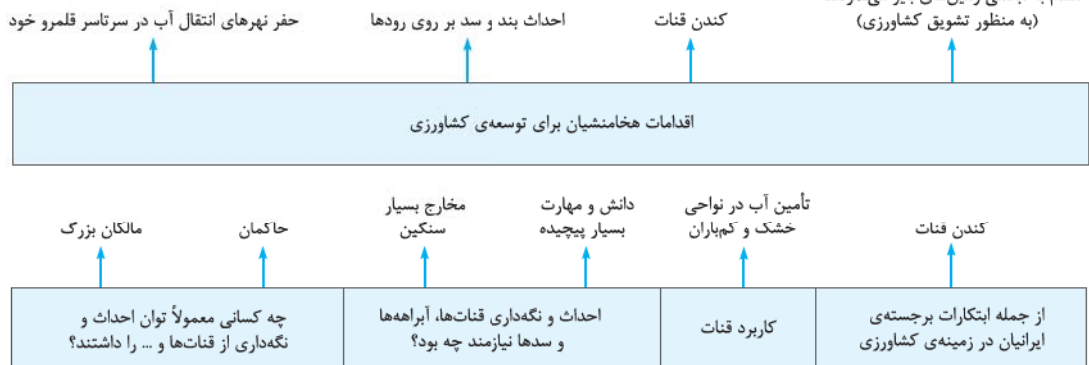 (به منظور تشویق کشاورزی)
کندن قنات
احداث بند و سد بر روی رودها
حفر نهرهای انتقال آب در سرتاسر قلمرو خود
اقدامات هخامنشیان برای توسعه‌ی کشاورزی
کندن قنات
تأمین آب در نواحی
خشک و کم‌باران
دانش و مهارت
بسیار پیچیده
مخارج بسیار
سنگین
حاکمان
مالکان بزرگ
از جمله ابتکارات برجسته‌ی
ایرانیان در زمینه‌ی کشاورزی
کاربرد قنات
احداث و نگه‌داری قنات‌ها، آبراهه‌ها
و سدها نیازمند چه بود؟
چه کسانی معمولاً توان احداث و
نگه‌داری از قنات‌ها و ... را داشتند؟